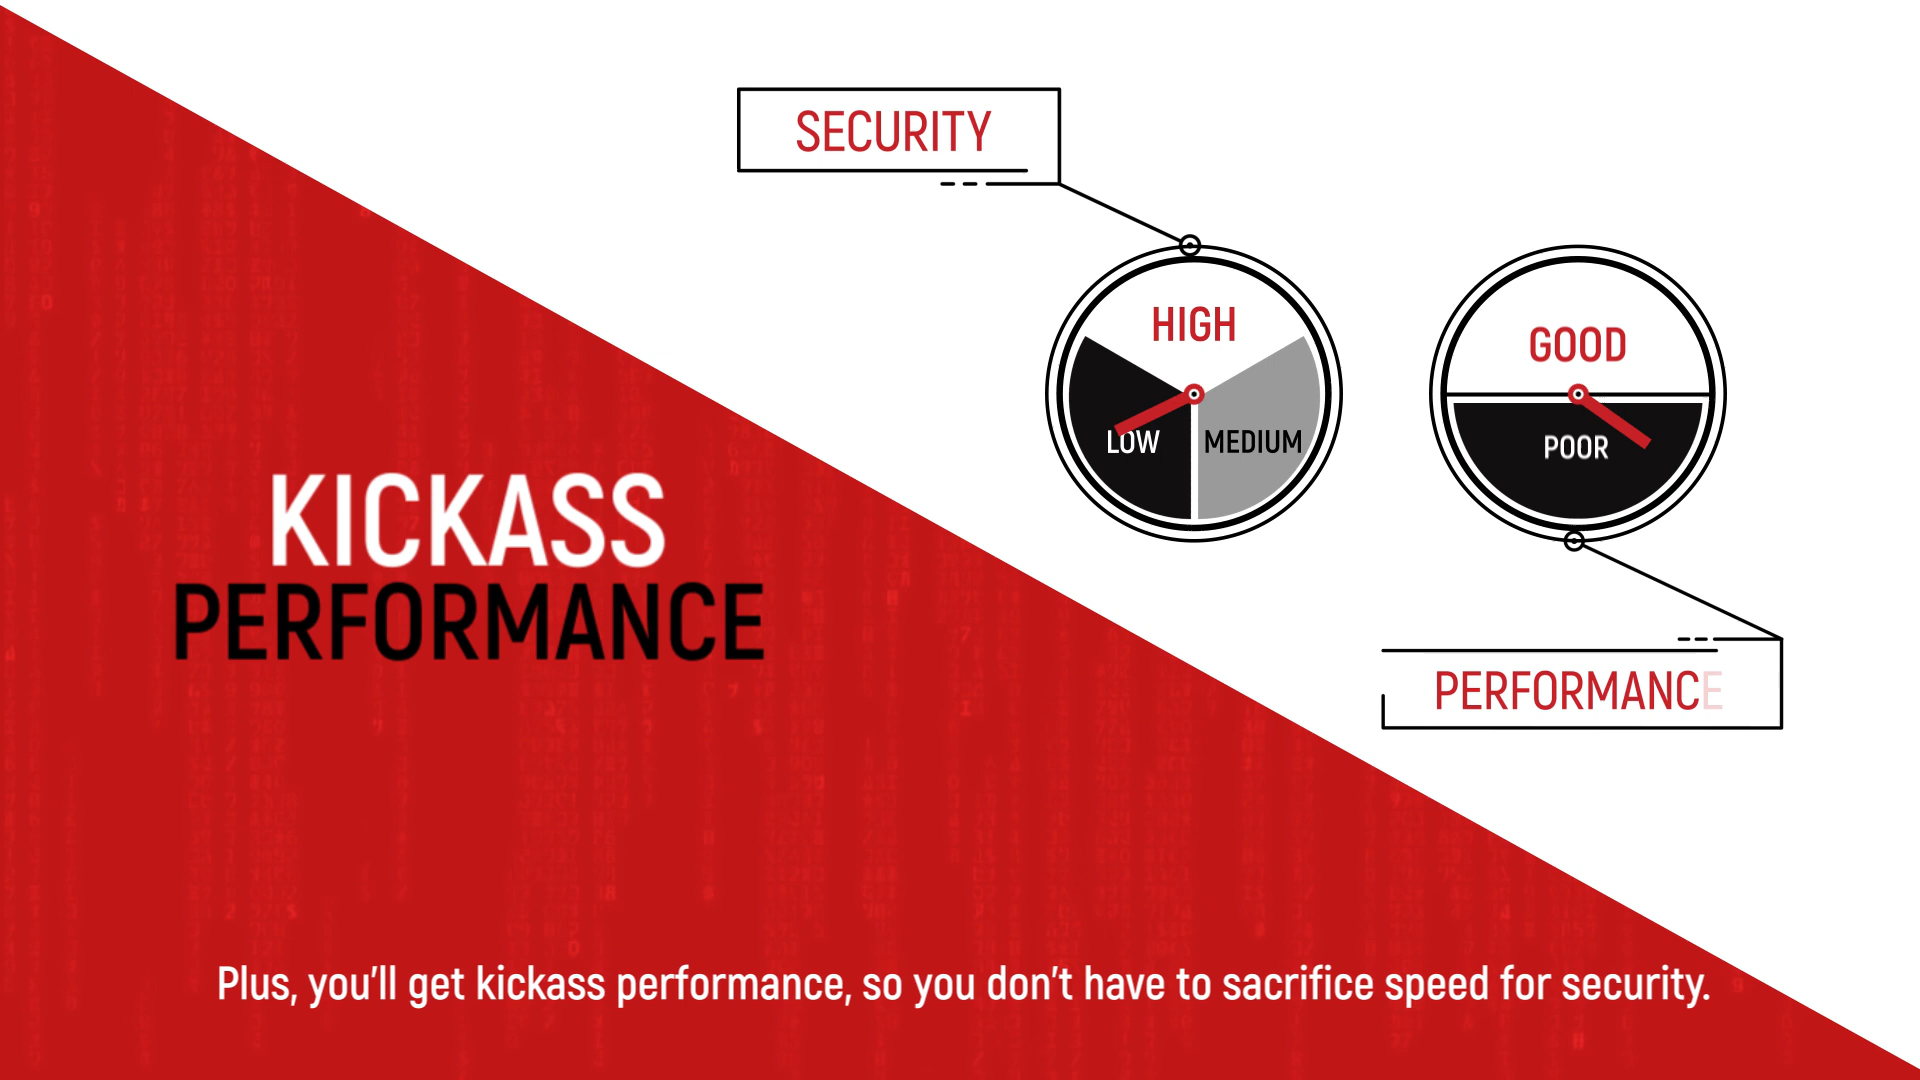 SECURITY
HIGH
LOW
MEDIUM
GOOD
POOR
PERFORMANCE
KICKASS
PERFORMANCE
Plus, you'll get kickass performance, so you don't have to sacrifice speed for security.